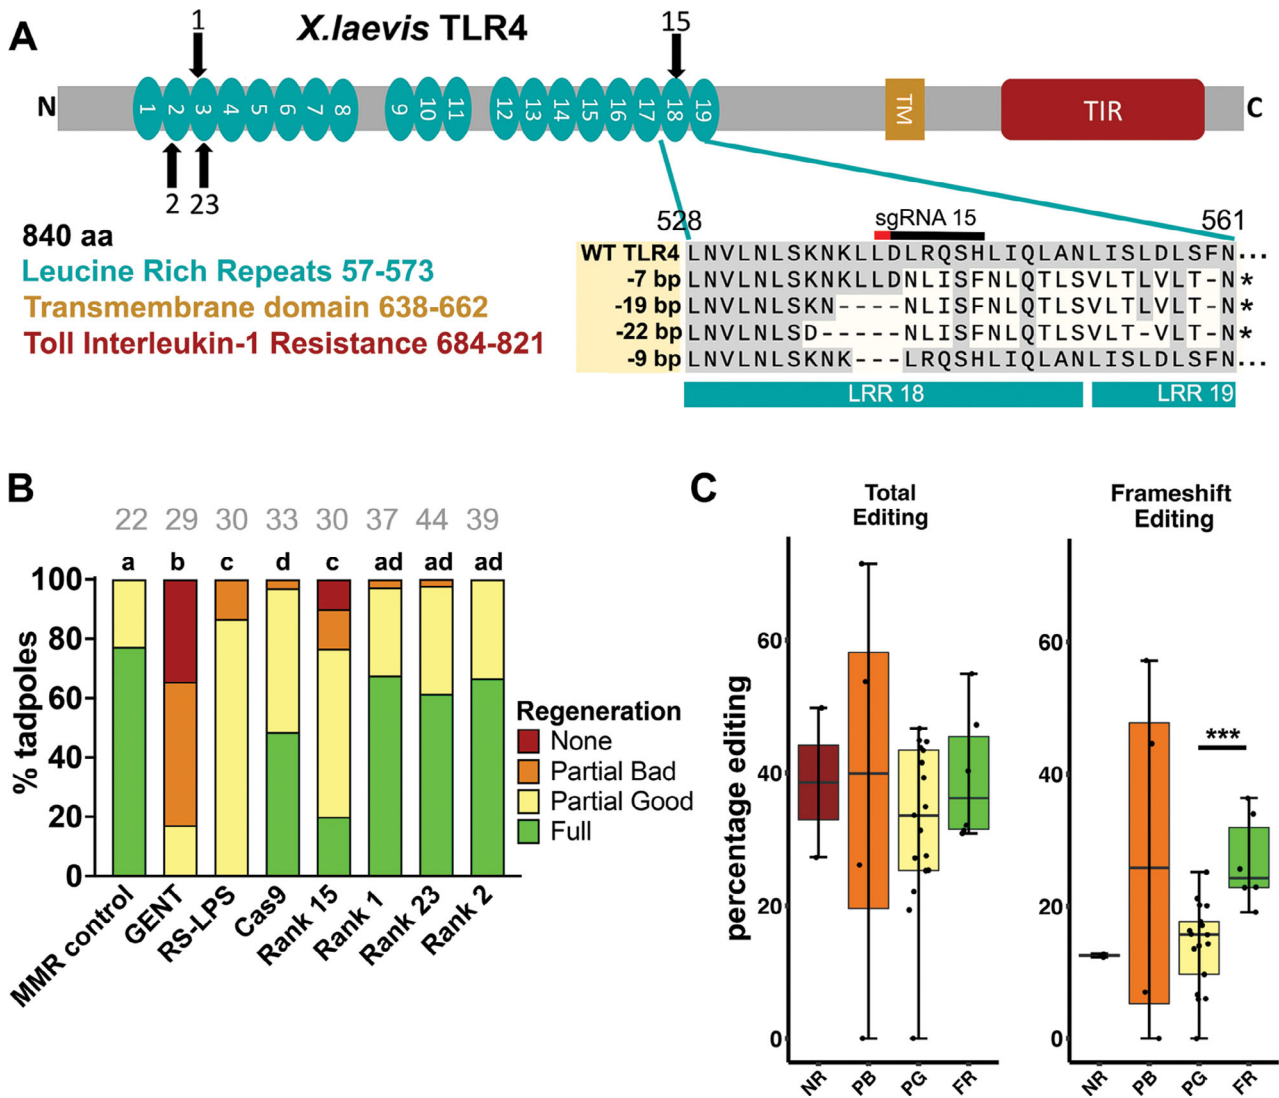 A
1
X.laevis TLR4
15
N
1 2 3 4 5 6 7 8 9 10 11 12 13 14 15 16 17 18 19
TM
TIR
C
2 23
840 aa
Leucine Rich Repeats 57-573
Transmembrane domain 638-662
Toll Interleukin-1 Resistance 684-821
528
sgRNA 15
561
WT TLR4 LNVLNLSKNKLLDLRQSHLIQLANLISLDLSFN...
-7 bp LNVLNLSKNKLLDNLISFNLQTLSVLTLVLT-N*
-19 bp LNVLNLSKN----NLISFNLQTLSVLTLVLT-N*
-22 bp LNVLNLSD-----NLISFNLQTLSVLT-VLT-N*
-9 bp LNVLNLSKNK---LRQSHLIQLANLISLDLSFN...
LRR 18
LRR 19
B
22 29 30 33 30 37 44 39
a b c d c ad ad ad
% tadpoles
100
80
60
40
20
0
MMR control
GENT
RS-LPS
Cas9
Rank 15
Rank 1
Rank 23
Rank 2
Regeneration
None
Partial Bad
Partial Good
Full
C
Total
Editing
percentage editing
60
40
20
0
NR
PB
PG
FR
Frameshift
Editing
***
60
40
20
0
NR
PB
PG
FR